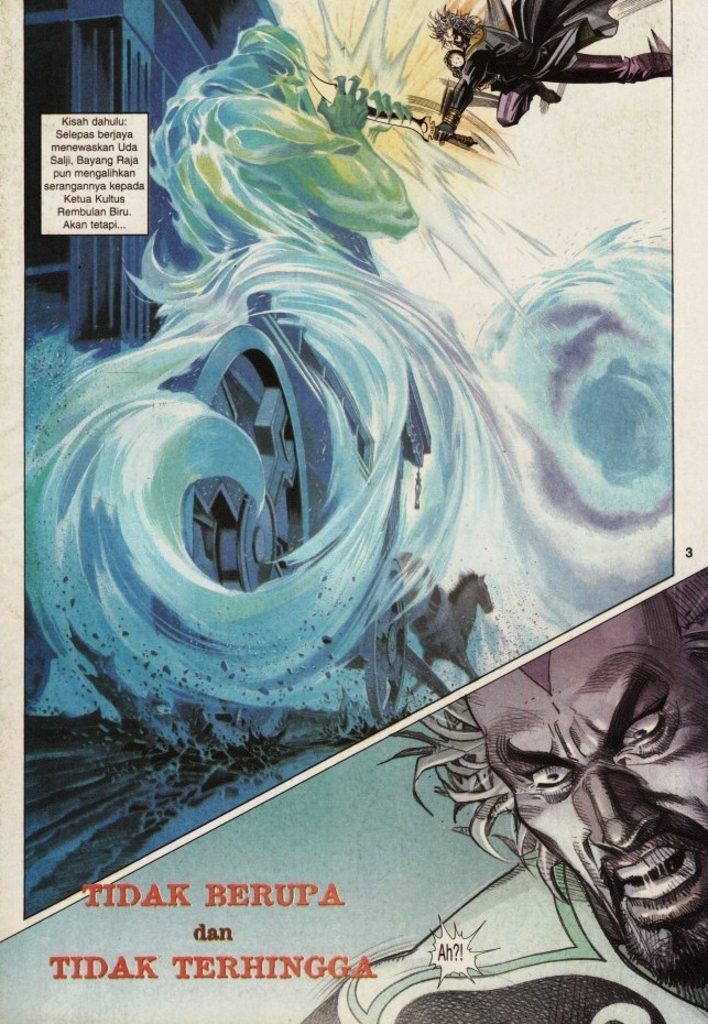 Kisah dahulu:
Selepas berjaya
menewaskan Uda
Salji, Bayang Raja
pun mengalihkan
serangannya kepada
Ketua Kultus
Rembulan Biru.
Akan tetapi...
3
TIDAK BERUPA
dan
TIDAK TERHINGGA
Ah?!